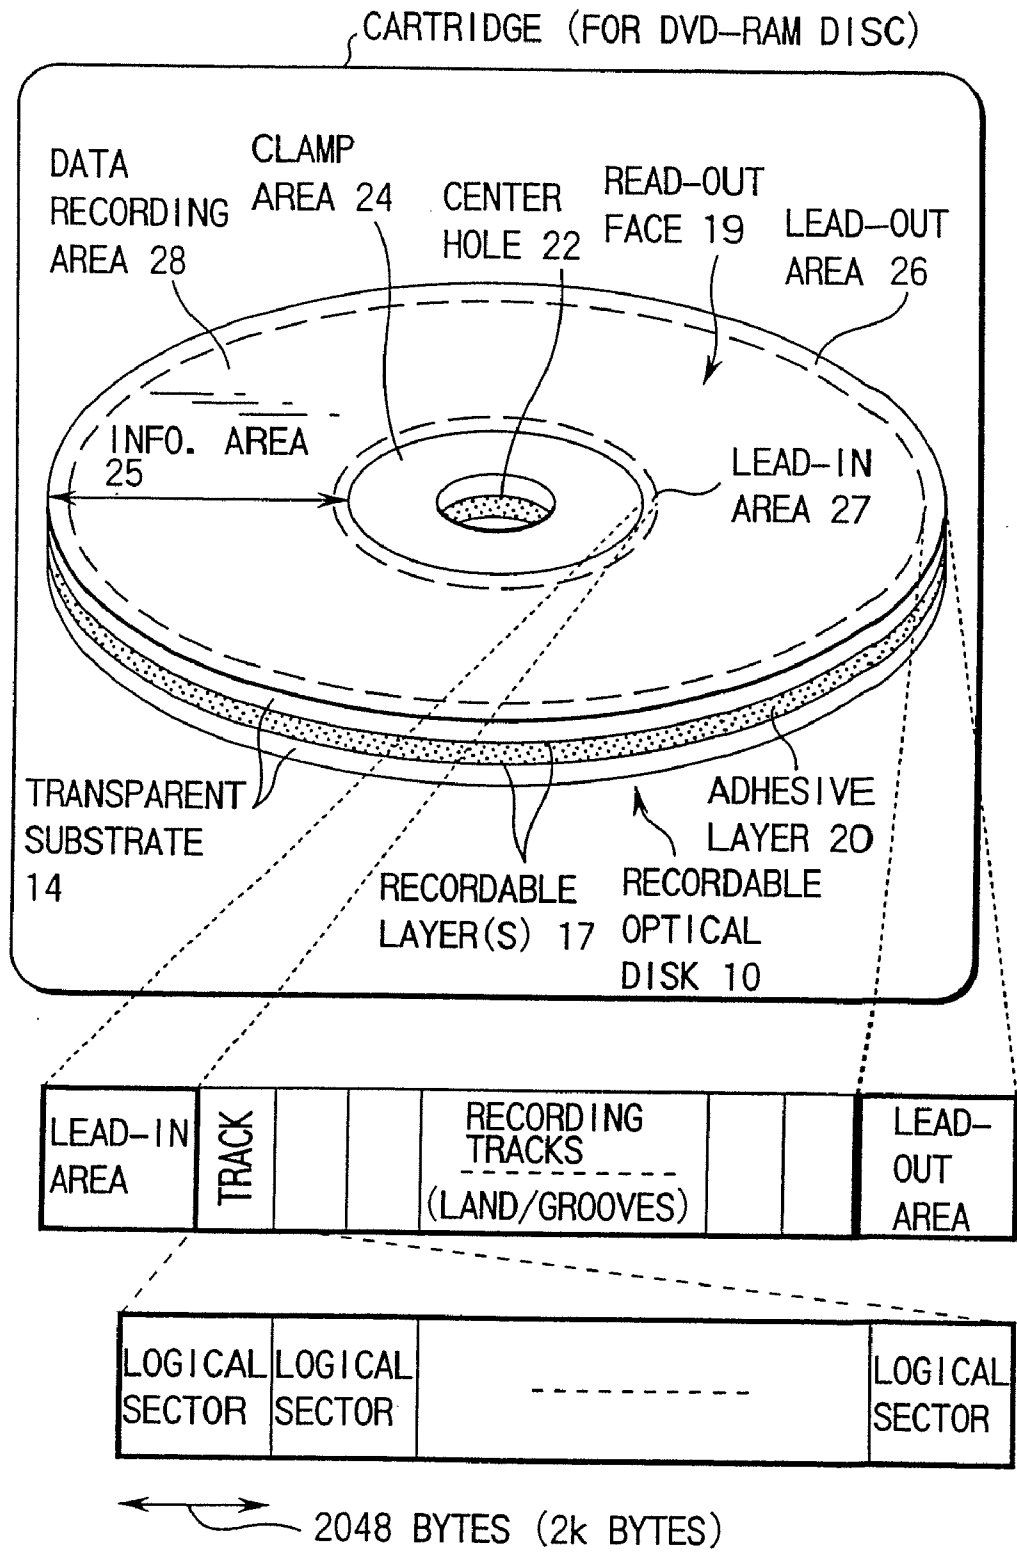 CARTRIDGE (FOR DVD-RAM DISC)
DATA
RECORDING
AREA 28
CLAMP
AREA 24
CENTER
HOLE 22
READ-OUT
FACE 19
LEAD-OUT
AREA 26
INFO. AREA
25
LEAD-IN
AREA 27
TRANSPARENT
SUBSTRATE
14
RECORDABLE
LAYER(S) 17
RECORDABLE
OPTICAL
DISK 10
ADHESIVE
LAYER 20
LEAD-IN
AREA
TRACK
RECORDING
TRACKS
(LAND/GROOVES)
LEAD-
OUT
AREA
LOGICAL
SECTOR
LOGICAL
SECTOR
LOGICAL
SECTOR
2048 BYTES (2k BYTES)